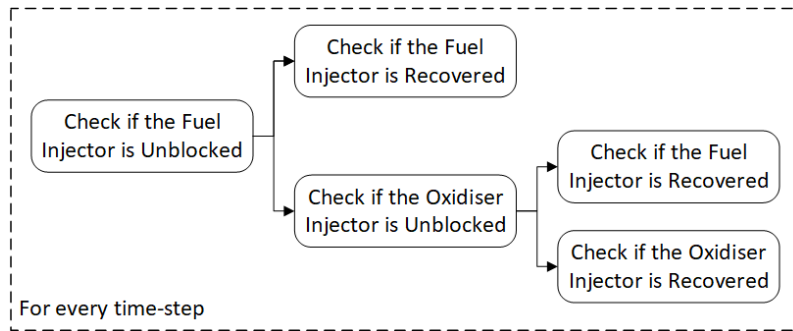 Check if the Fuel
Injector is Recovered
Check if the Fuel
Injector is Unblocked
Check if the Oxidiser
Injector is Unblocked
Check if the Fuel
Injector is Recovered
Check if the Oxidiser
Injector is Recovered
For every time-step